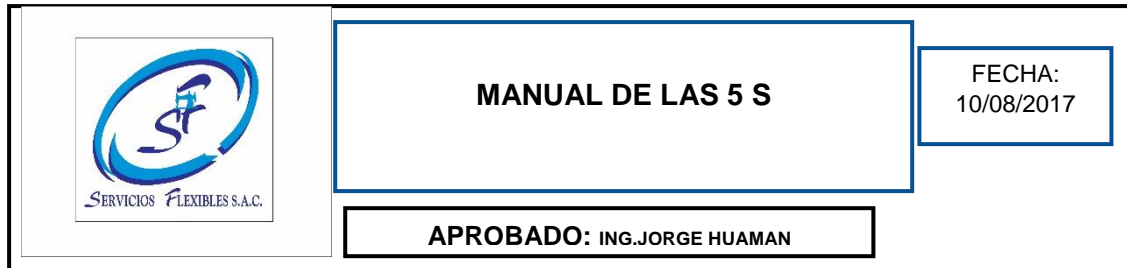 SF
SERVICIOS FLEXIBLES S.A.C.
MANUAL DE LAS 5 S
FECHA:
10/08/2017
APROBADO: ING.JORGE HUAMAN